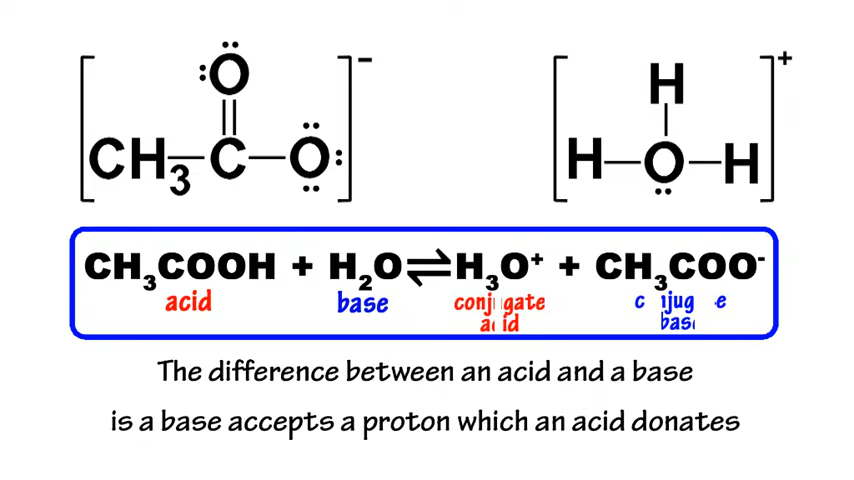 [CH₃—C—O]⁻
O
[H—O—H]⁺
H
CH₃COOH + H₂O ⇌ H₃O⁺ + CH₃COO⁻
acid base conjugate
acid
The difference between an acid and a base
is a base accepts a proton which an acid donates